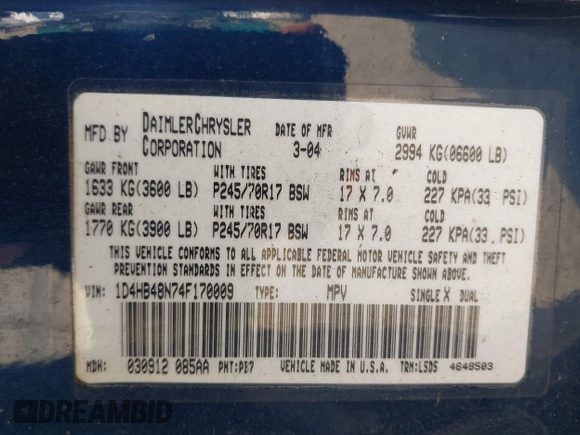 MFD BY DAIMLERCHRYSLER CORPORATION
DATE OF MFR 3-04
GVWR 2994 KG(06600 LB)
GAWR FRONT WITH TIRES RIMS AT COLD
1633 KG(3600 LB) P245/70R17 BSW 17 X 7.0 227 KPA(33 PSI)
GAWR REAR WITH TIRES RIMS AT COLD
1770 KG(3900 LB) P245/70R17 BSW 17 X 7.0 227 KPA(33 PSI)
THIS VEHICLE CONFORMS TO ALL APPLICABLE FEDERAL MOTOR VEHICLE SAFETY AND THEFT
PREVENTION STANDARDS IN EFFECT ON THE DATE OF MANUFACTURE SHOWN ABOVE.
VIN: 1D4HB48N74F170009 TYPE: MPV SINGLE X DUAL
MDH: 030912 085AA PNT:PB7 VEHICLE MADE IN U.S.A. TRM:LSDS 4648503
DREAMBID